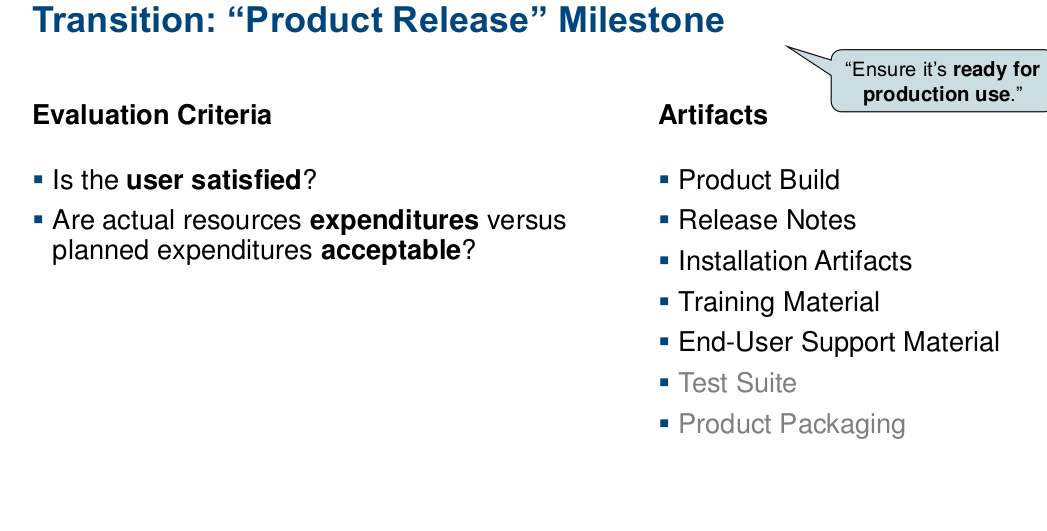 Transition: “Product Release” Milestone
“Ensure it’s ready for
production use.”
Evaluation Criteria
▪ Is the user satisfied?
▪ Are actual resources expenditures versus
planned expenditures acceptable?
Artifacts
▪ Product Build
▪ Release Notes
▪ Installation Artifacts
▪ Training Material
▪ End-User Support Material
▪ Test Suite
▪ Product Packaging